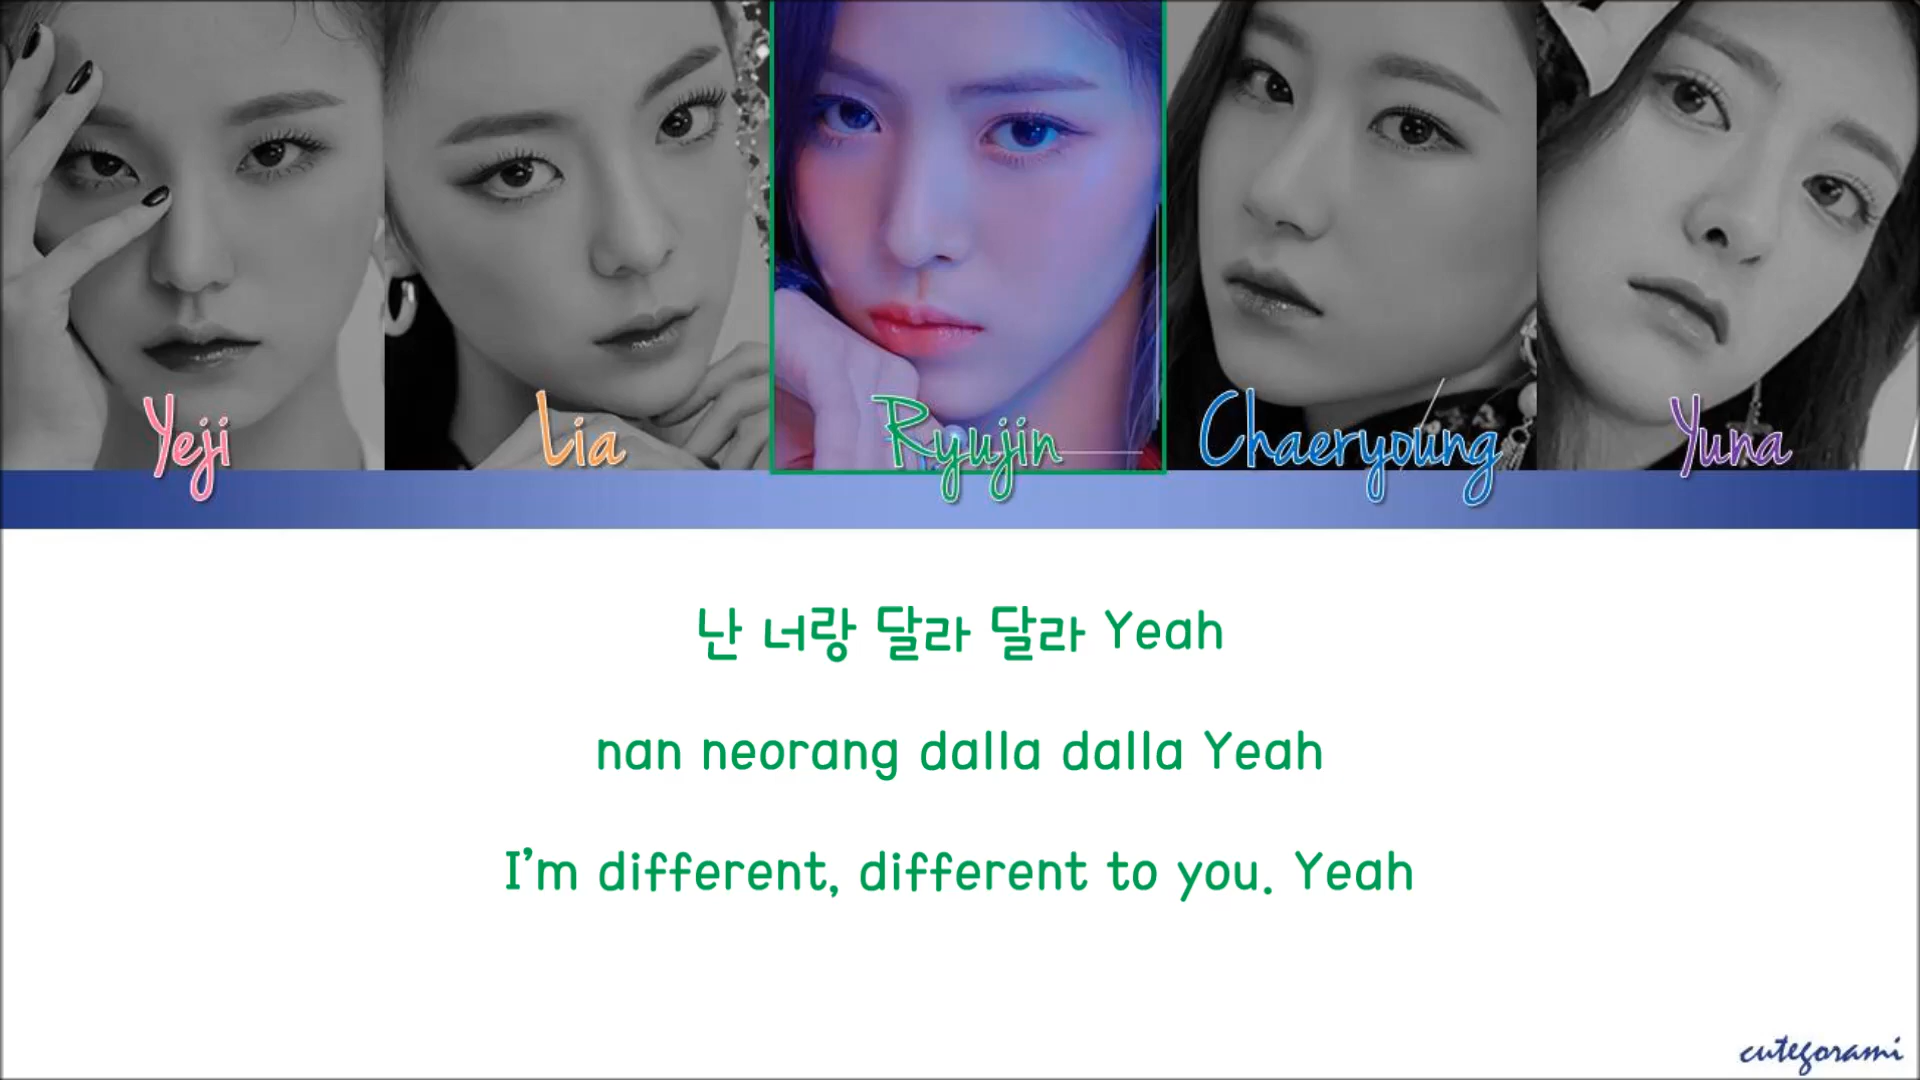 Yeji Lia Ryujin Chaeryoung Yuna
난 너랑 달라 달라 Yeah
nan neorang dalla dalla Yeah
I'm different, different to you. Yeah
cutegorami